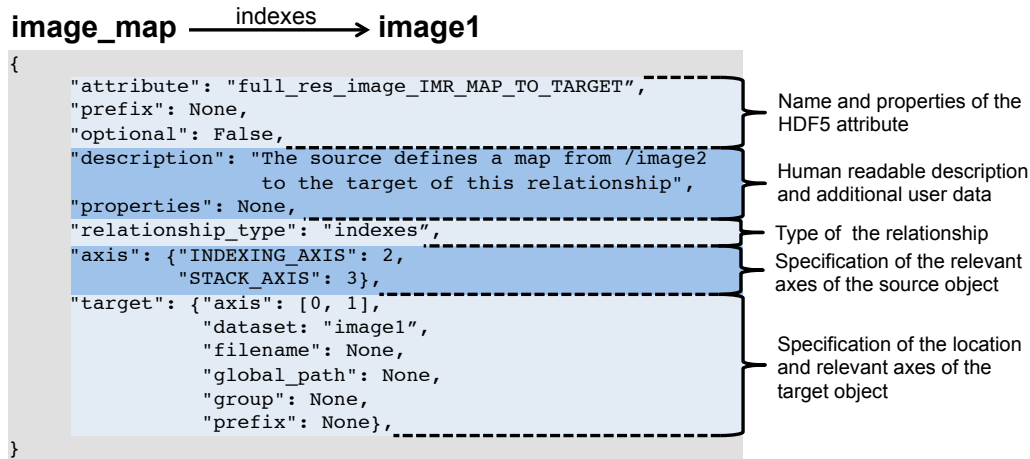 image_map indexes image1
{
"attribute": "full_res_image_IMR_MAP_TO_TARGET”,
"prefix": None,
"optional": False,
"description": "The source defines a map from /image2
to the target of this relationship",
"properties": None,
"relationship_type": "indexes”,
"axis": {"INDEXING_AXIS": 2,
"STACK_AXIS": 3},
"target": {"axis": [0, 1],
"dataset: "image1”,
"filename": None,
"global_path": None,
"group": None,
"prefix": None},
}
Name and properties of the
HDF5 attribute
Human readable description
and additional user data
Type of the relationship
Specification of the relevant
axes of the source object
Specification of the location
and relevant axes of the
target object